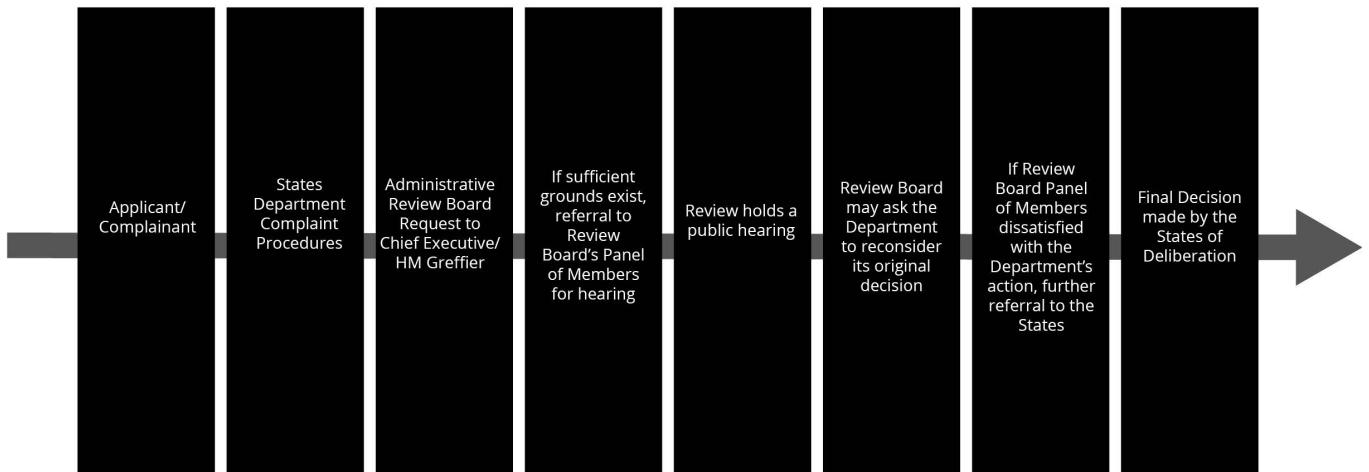 Applicant/
Complainant
States
Department
Complaint
Procedures
Administrative
Review Board
Request to
Chief Executive/
HM Greffier
If sufficient
grounds exist,
referral to
Review
Board’s Panel
of Members
for hearing
Review holds a
public hearing
Review Board
may ask the
Department
to reconsider
its original
decision
If Review
Board Panel
of Members
dissatisfied
with the
Department’s
action, further
referral to the
States
Final Decision
made by the
States of
Deliberation